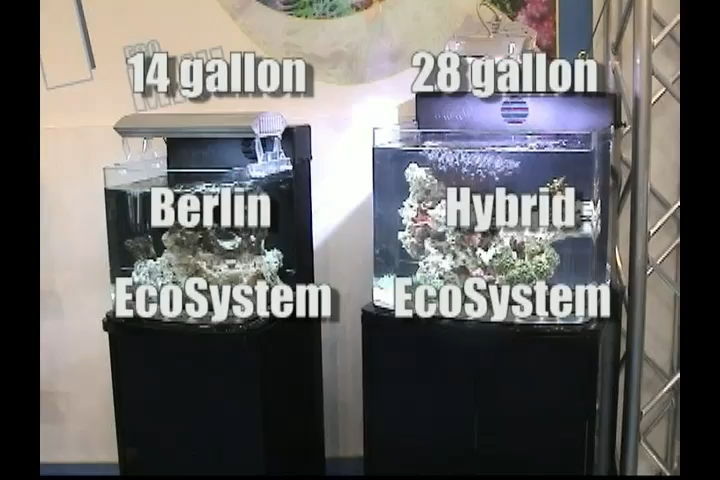 14 gallon
Berlin
EcoSystem
28 gallon
Hybrid
EcoSystem